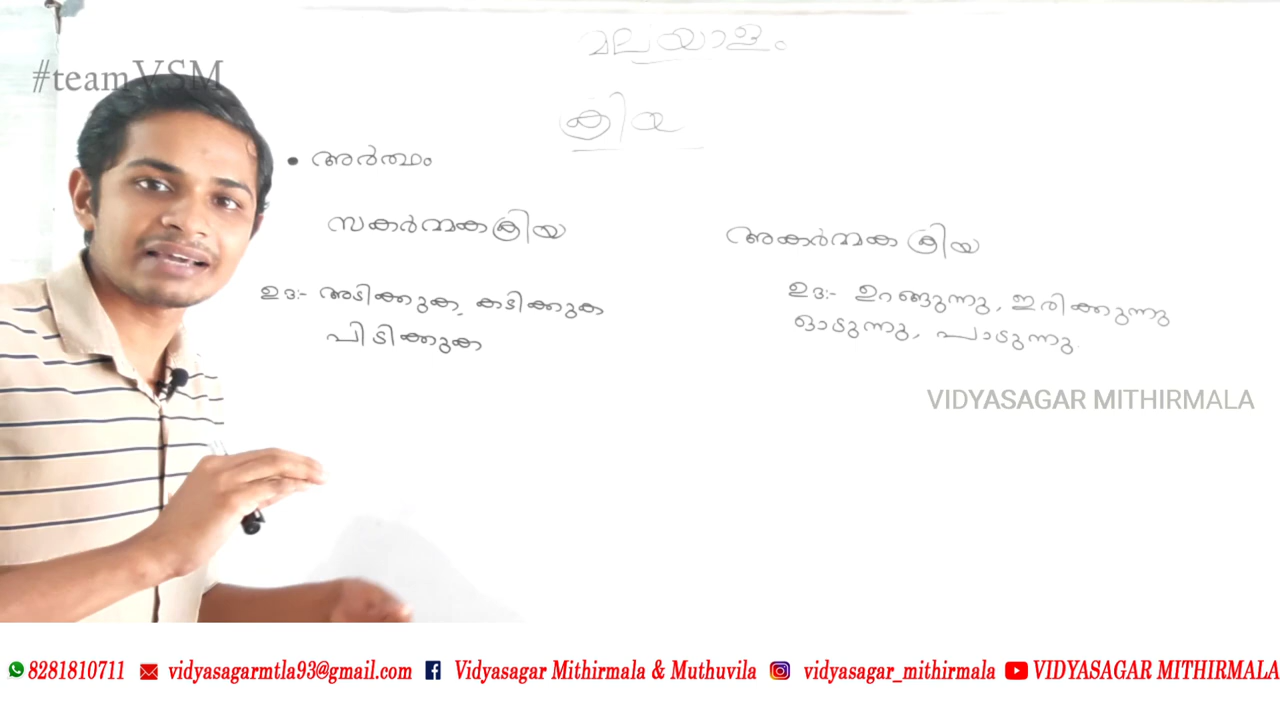 #teamVSM
മലയാളം
ക്രിയ
• അർത്ഥം
സകർമ്മകക്രിയ
അകർമ്മക ക്രിയ
ഉദ:- അടിക്കുക, കടിക്കുക
പിടിക്കുക
ഉദ:- ഉറങ്ങുന്നു, ഇരിക്കുന്നു
ഓടുന്നു, പാടുന്നു.
VIDYASAGAR MITHIRMALA
8281810711 vidyasagarmtla93@gmail.com Vidyasagar Mithirmala & Muthuvila vidyasagar_mithirmala VIDYASAGAR MITHIRMALA